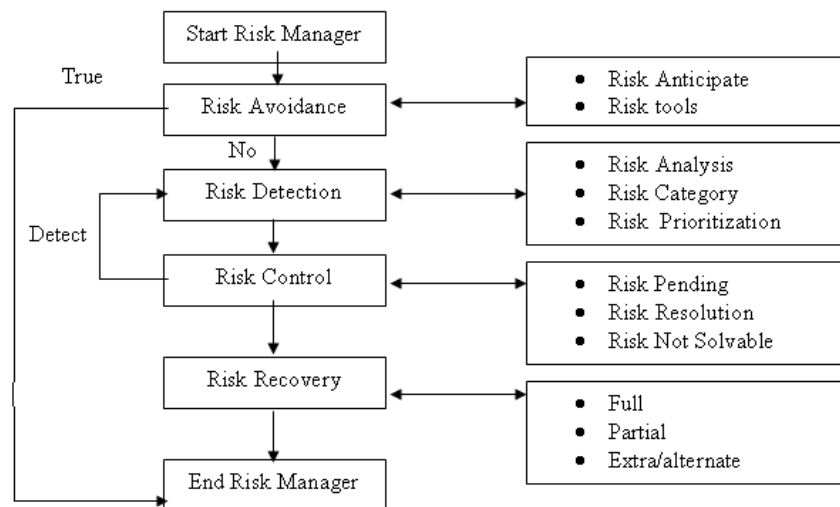 Start Risk Manager
True
Risk Avoidance
• Risk Anticipate
• Risk tools
No
Risk Detection
• Risk Analysis
• Risk Category
• Risk Prioritization
Detect
Risk Control
• Risk Pending
• Risk Resolution
• Risk Not Solvable
Risk Recovery
• Full
• Partial
• Extra/alternate
End Risk Manager